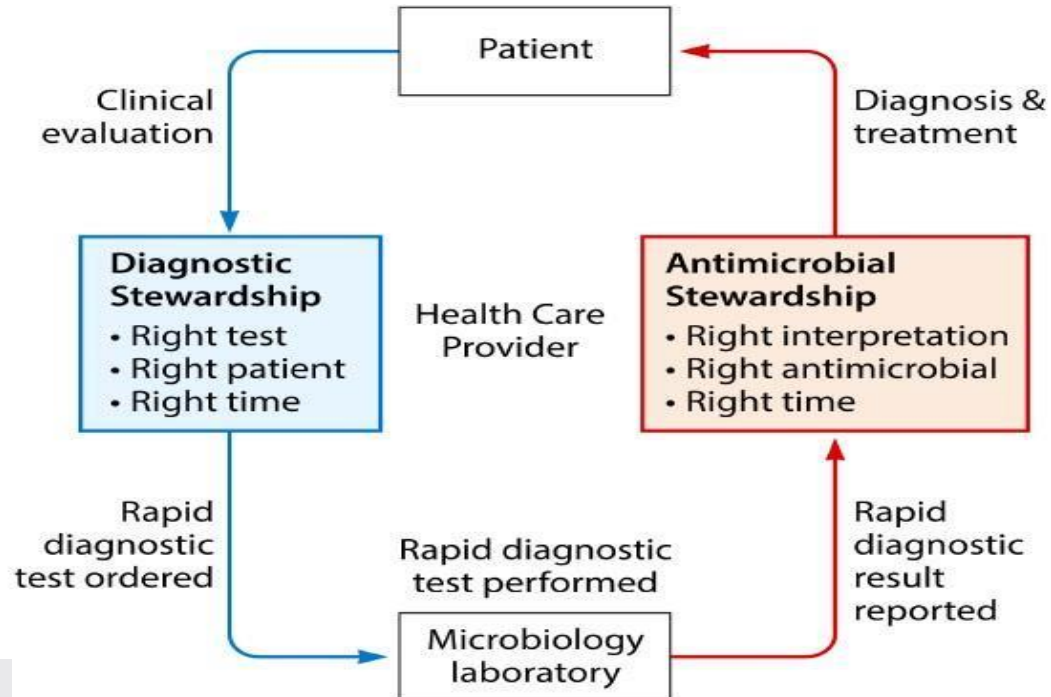 Patient
Clinical
evaluation
Diagnosis &
treatment
Diagnostic
Stewardship
• Right test
• Right patient
• Right time
Health Care
Provider
Antimicrobial
Stewardship
• Right interpretation
• Right antimicrobial
• Right time
Rapid
diagnostic
test ordered
Rapid diagnostic
test performed
Microbiology
laboratory
Rapid
diagnostic
result
reported